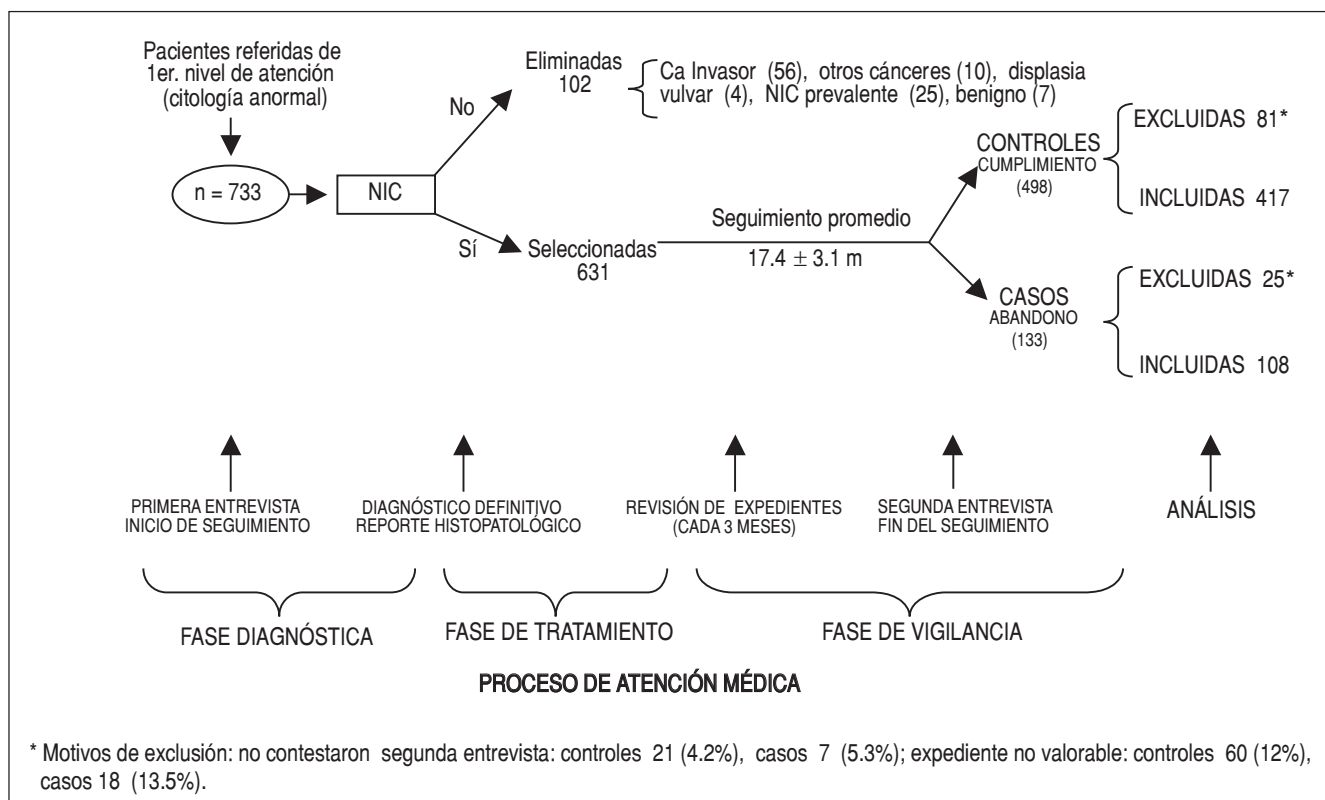 Pacientes referidas de
1er. nivel de atención
(citología anormal)
n = 733
NIC
No
Sí
Eliminadas
102
Ca Invasor (56), otros cánceres (10), displasia
vulvar (4), NIC prevalente (25), benigno (7)
Seleccionadas
631
Seguimiento promedio
17.4 ± 3.1 m
CONTROLES
CUMPLIMIENTO
(498)
EXCLUIDAS 81*
INCLUIDAS 417
CASOS
ABANDONO
(133)
EXCLUIDAS 25*
INCLUIDAS 108
PRIMERA ENTREVISTA
INICIO DE SEGUIMIENTO
DIAGNÓSTICO DEFINITIVO
REPORTE HISTOPATOLÓGICO
REVISIÓN DE EXPEDIENTES
(CADA 3 MESES)
SEGUNDA ENTREVISTA
FIN DEL SEGUIMIENTO
ANÁLISIS
FASE DIAGNÓSTICA
FASE DE TRATAMIENTO
FASE DE VIGILANCIA
PROCESO DE ATENCIÓN MÉDICA
* Motivos de exclusión: no contestaron segunda entrevista: controles 21 (4.2%), casos 7 (5.3%); expediente no valorable: controles 60 (12%),
casos 18 (13.5%).